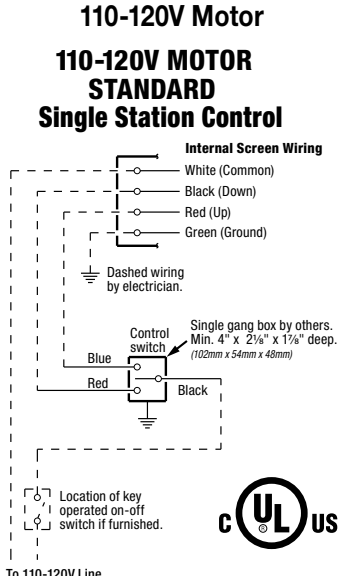 110-120V Motor
110-120V MOTOR
STANDARD
Single Station Control
Internal Screen Wiring
White (Common)
Black (Down)
Red (Up)
Green (Ground)
Dashed wiring
by electrician.
Single gang box by others.
Min. 4" x 2⅛" x 1⅞" deep.
(102mm x 54mm x 48mm)
Control
switch
Blue
Red
Black
Location of key
operated on-off
switch if furnished.
C UL ® US
To 110-120V Line